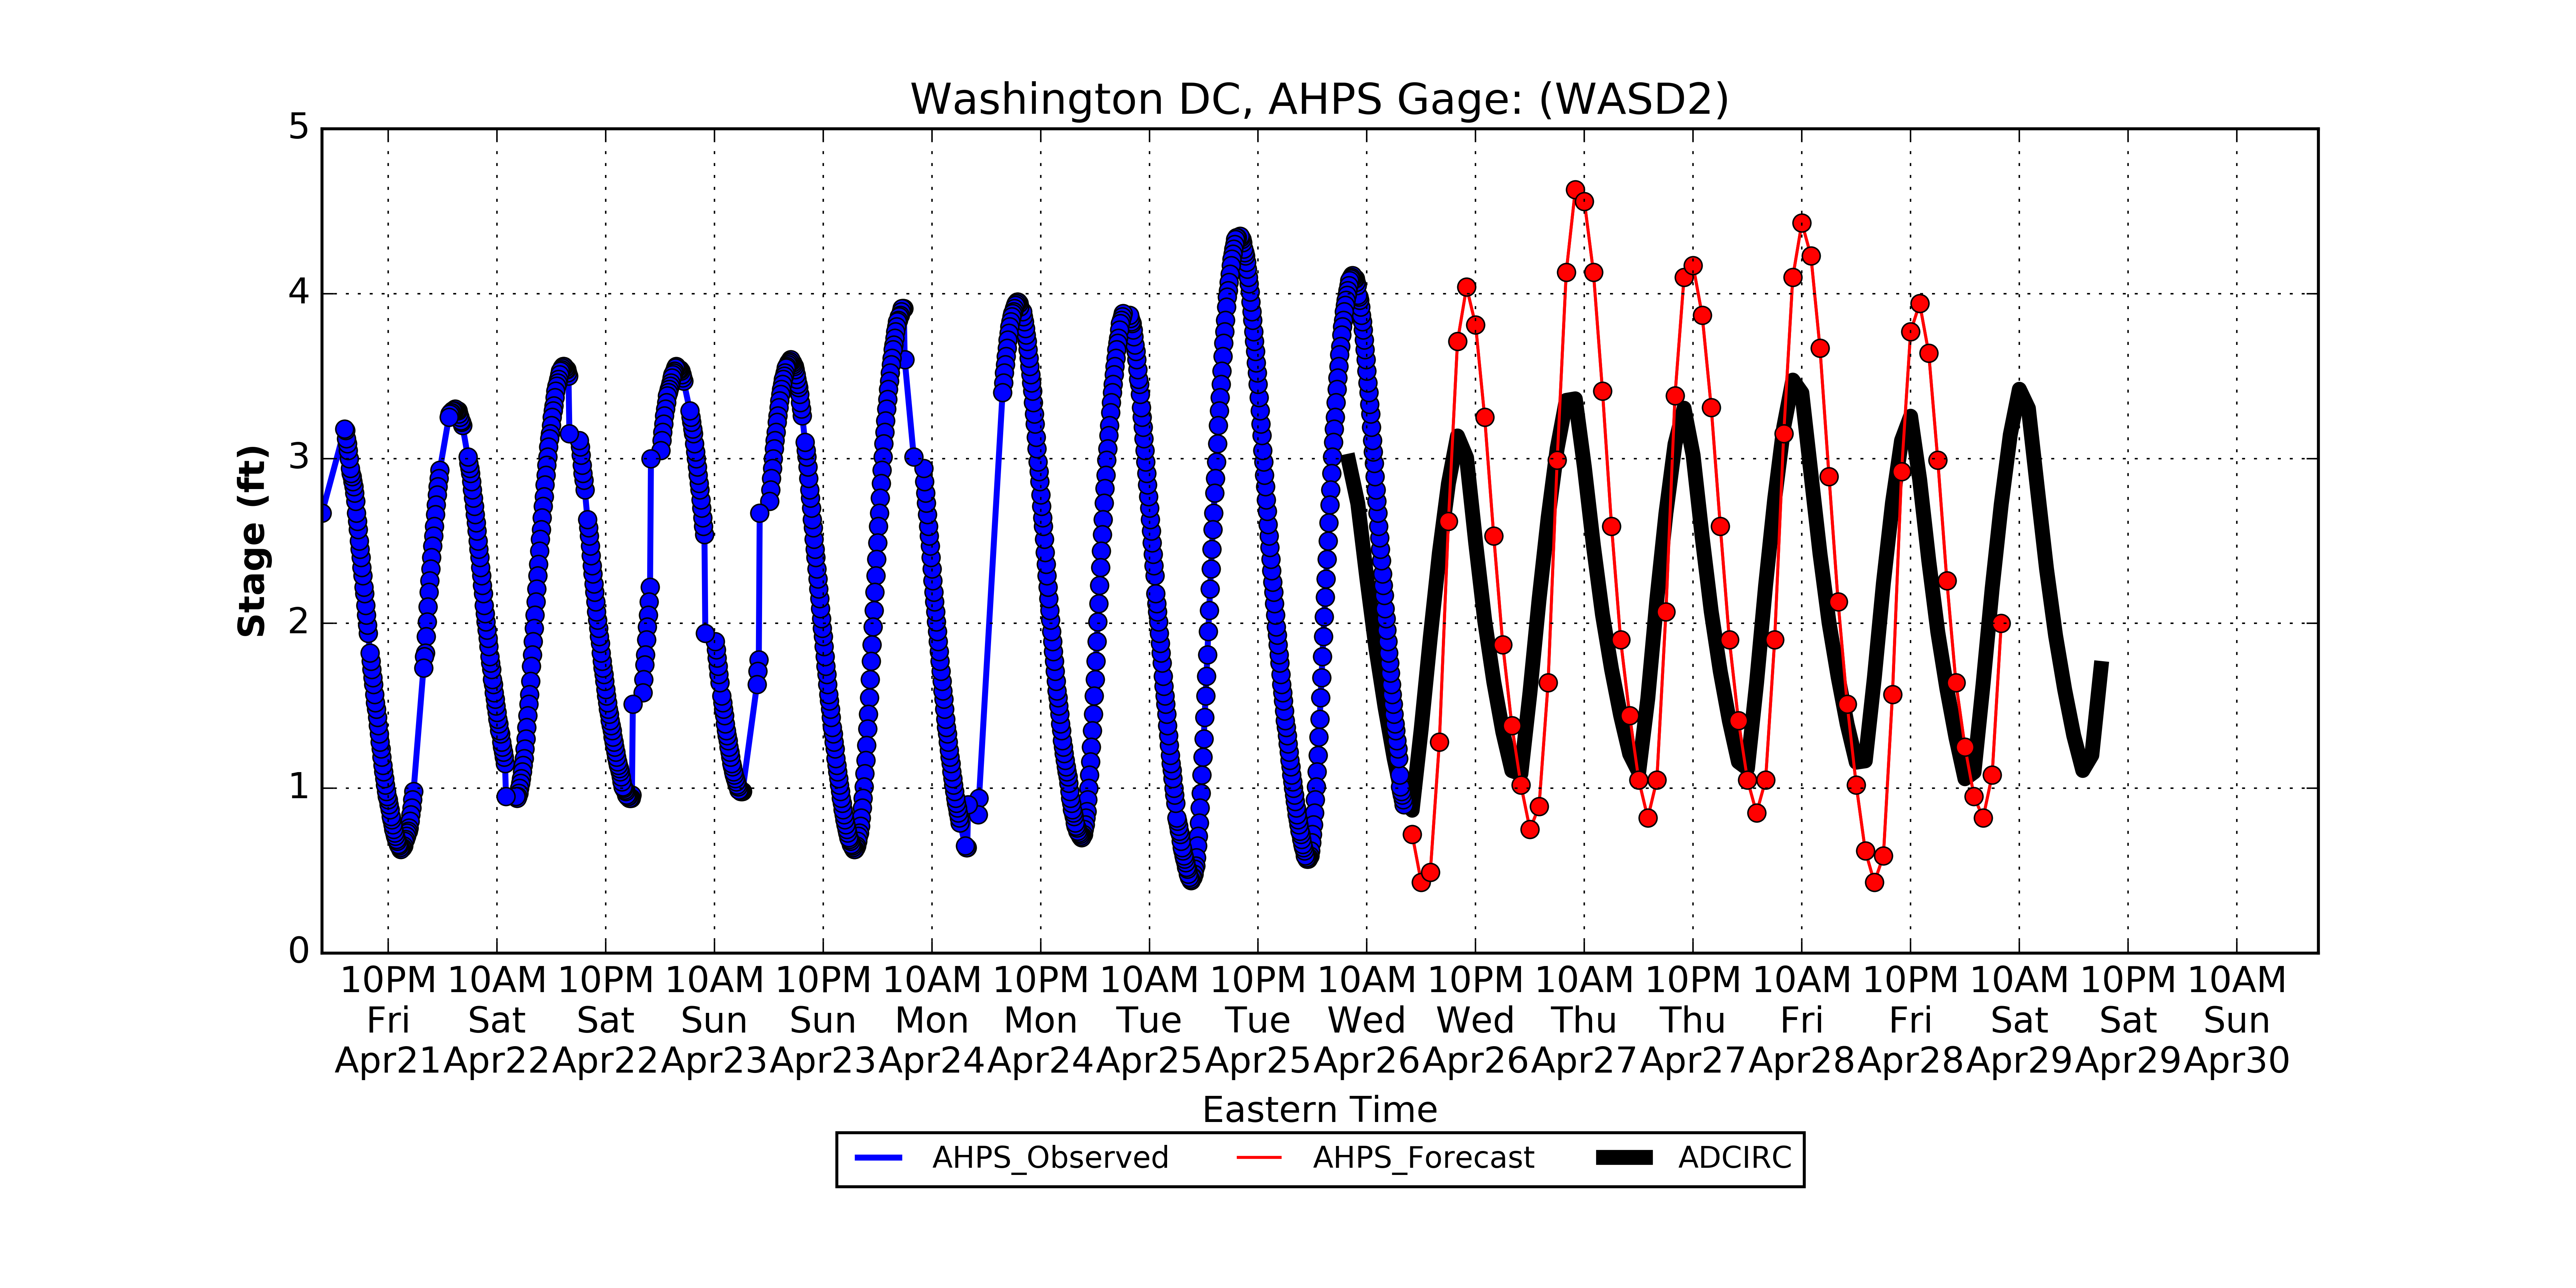 Washington DC, AHPS Gage: (WASD2)
5
4
3
2
1
0
Stage (ft)
10PM 10AM 10PM 10AM 10PM 10AM 10PM 10AM 10PM 10AM 10PM 10AM 10PM 10AM 10PM 10AM 10PM 10AM
Fri Sat Sat Sun Sun Mon Mon Tue Tue Wed Wed Thu Thu Fri Fri Sat Sat Sun
Apr21 Apr22 Apr22 Apr23 Apr23 Apr24 Apr24 Apr25 Apr25 Apr26 Apr26 Apr27 Apr27 Apr28 Apr28 Apr29 Apr29 Apr30
Eastern Time
AHPS_Observed AHPS_Forecast ADCIRC